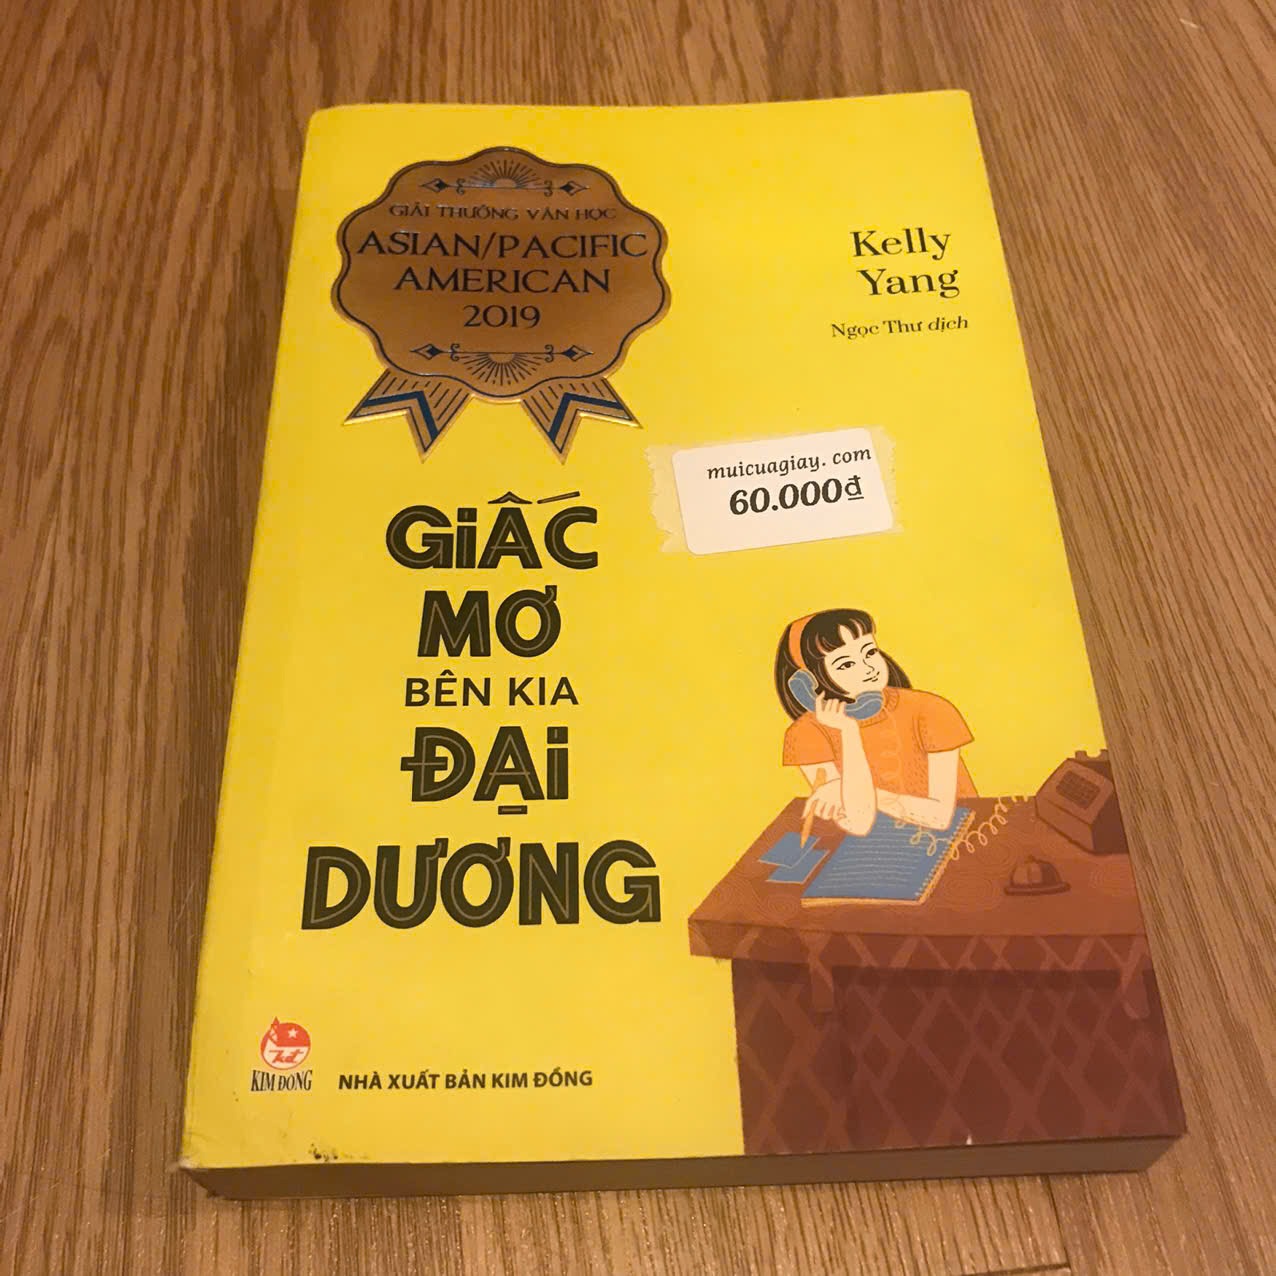 GIẢI THƯỞNG VĂN HỌC
ASIAN/PACIFIC
AMERICAN
2019
Kelly
Yang
Ngọc Thư dịch
muicuagiay. com
60.000₫
GIẤC
MƠ
BÊN KIA
ĐẠI
DƯƠNG
KIM ĐỒNG
NHÀ XUẤT BẢN KIM ĐỒNG